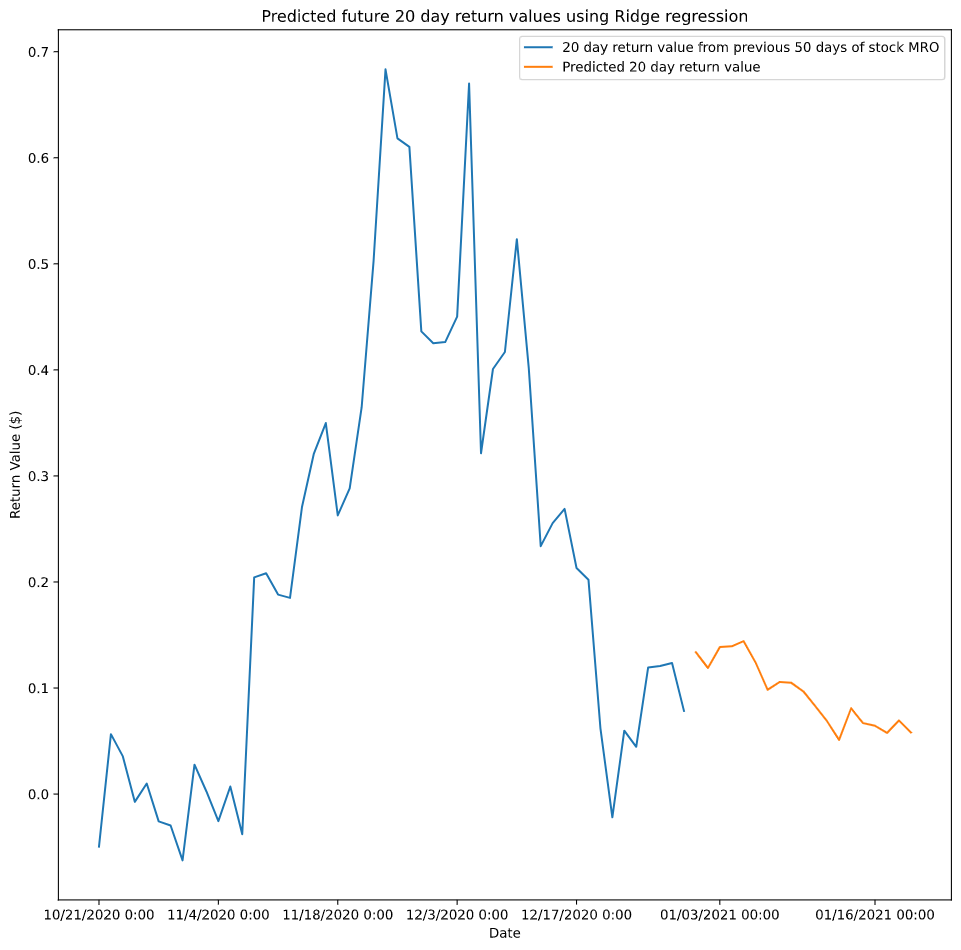 Predicted future 20 day return values using Ridge regression
20 day return value from previous 50 days of stock MRO
Predicted 20 day return value
0.7
0.6
0.5
0.4
0.3
0.2
0.1
0.0
Return Value ($)
10/21/2020 0:00 11/4/2020 0:00 11/18/2020 0:00 12/3/2020 0:00 12/17/2020 0:00 01/03/2021 00:00 01/16/2021 00:00
Date